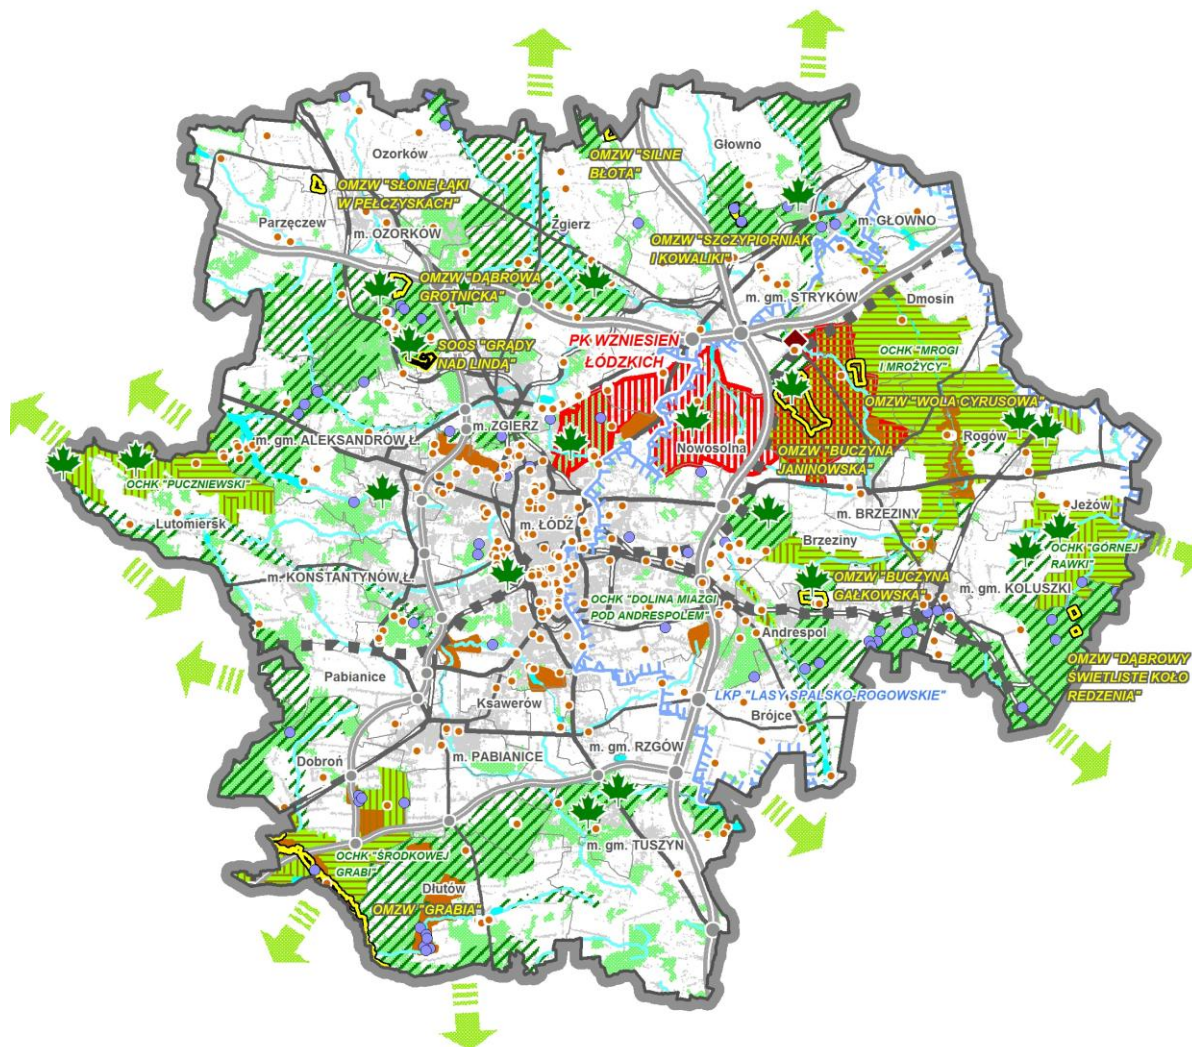 Ozorków
Głowno
OMZW "SILNE
BŁOTA"
OMZW "SŁONE ŁĄKI
W PEŁCZYSKACH"
Parzęczew
m. OZORKÓW
Zgierz
m. GŁOWNO
OMZW "SZCZYPIORNIAK
I KOWALIKI"
OMZW "DĄBROWA
GROTNICKA"
m. gm. STRYKÓW
Dmosin
PK WZNIESIEŃ
ŁÓDZKICH
SOOS "GRĄDY
NAD LINDĄ"
OCHK "MROGI
I MROŻYCY"
OMZW "WOLA CYRUSOWA"
m. ZGIERZ
m. gm. ALEKSANDRÓW Ł.
Nowosolna
OMZW "BUCZYNA
JANINOWSKA"
Rogów
OCHK "PUCZNIEWSKI"
Lutomiersk
m. ŁÓDŹ
m. BRZEZINY
Jeżów
Brzeziny
OCHK "GÓRNEJ
RAWKI"
m. KONSTANTYNÓW Ł.
OMZW "BUCZYNA
GAŁKOWSKA"
m. gm. KOLUSZKI
OCHK "DOLINA MIAZGI
POD ANDRESPOLEM"
Andrespol
OMZW "DĄBROWY
ŚWIETLISTE KOŁO
REDZENIA"
Pabianice
LKP "LASY SPALSKO-ROGOWSKIE"
Ksawerów
Brójce
m. gm. RZGÓW
Dobroń
m. PABIANICE
m. gm. TUSZYN
OCHK "ŚRODKOWEJ
GRABI"
Dłutów
OMZW "GRABIA"